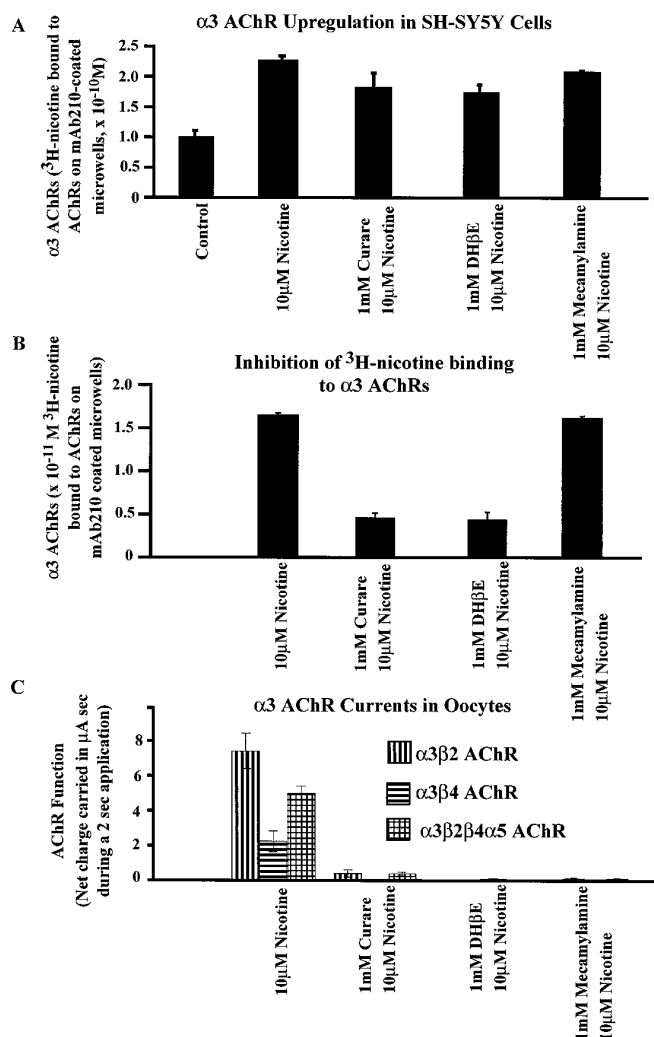 A
α3 AChR Upregulation in SH-SY5Y Cells
α3 AChRs (³H-nicotine bound to
AChRs on mAb210-coated
microwells, x 10⁻¹⁰M)
2.5
2.0
1.5
1.0
0.5
0
Control
10μM Nicotine
1mM Curare
10μM Nicotine
1mM DHβE
10μM Nicotine
1mM Mecamylamine
10μM Nicotine
B
Inhibition of ³H-nicotine binding
to α3 AChRs
α3 AChRs (x 10⁻¹¹ M ³H-nicotine
bound to AChRs on
mAb210 coated microwells)
2.0
1.5
1.0
0.5
0
10μM Nicotine
1mM Curare
10μM Nicotine
1mM DHβE
10μM Nicotine
1mM Mecamylamine
10μM Nicotine
C
α3 AChR Currents in Oocytes
AChR Function
(Net charge carried in μA sec
during a 2 sec application)
8
6
4
2
0
α3β2 AChR
α3β4 AChR
α3β2β4α5 AChR
10μM Nicotine
1mM Curare
10μM Nicotine
1mM DHβE
10μM Nicotine
1mM Mecamylamine
10μM Nicotine